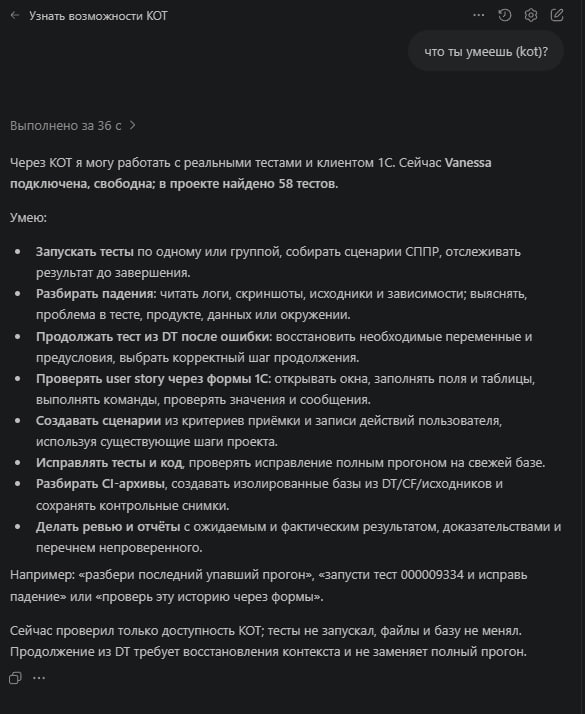 Узнать возможности КОТ
что ты умеешь (kot)?
Выполнено за 36 с
Через КОТ я могу работать с реальными тестами и клиентом 1С. Сейчас Vanessa
подключена, свободна; в проекте найдено 58 тестов.
Умею:
Запускать тесты по одному или группой, собирать сценарии СППР, отслеживать
результат до завершения.
Разбирать падения: читать логи, скриншоты, исходники и зависимости; выяснять,
проблема в тесте, продукте, данных или окружении.
Продолжать тест из DT после ошибки: восстановить необходимые переменные и
предусловия, выбрать корректный шаг продолжения.
Проверять user story через формы 1С: открывать окна, заполнять поля и таблицы,
выполнять команды, проверять значения и сообщения.
Создавать сценарии из критериев приёмки и записи действий пользователя,
используя существующие шаги проекта.
Исправлять тесты и код, проверять исправление полным прогоном на свежей базе.
Разбирать CI-архивы, создавать изолированные базы из DT/CF/исходников и
сохранять контрольные снимки.
Делать ревью и отчёты с ожидаемым и фактическим результатом, доказательствами и
перечнем непроверенного.
Например: «разбери последний упавший прогон», «запусти тест 000009334 и исправь
падение» или «проверь эту историю через формы».
Сейчас проверил только доступность КОТ; тесты не запускал, файлы и базу не менял.
Продолжение из DT требует восстановления контекста и не заменяет полный прогон.